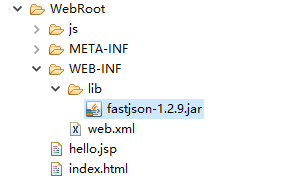 WebRoot
js
META-INF
WEB-INF
lib
fastjson-1.2.9.jar
web.xml
hello.jsp
index.html